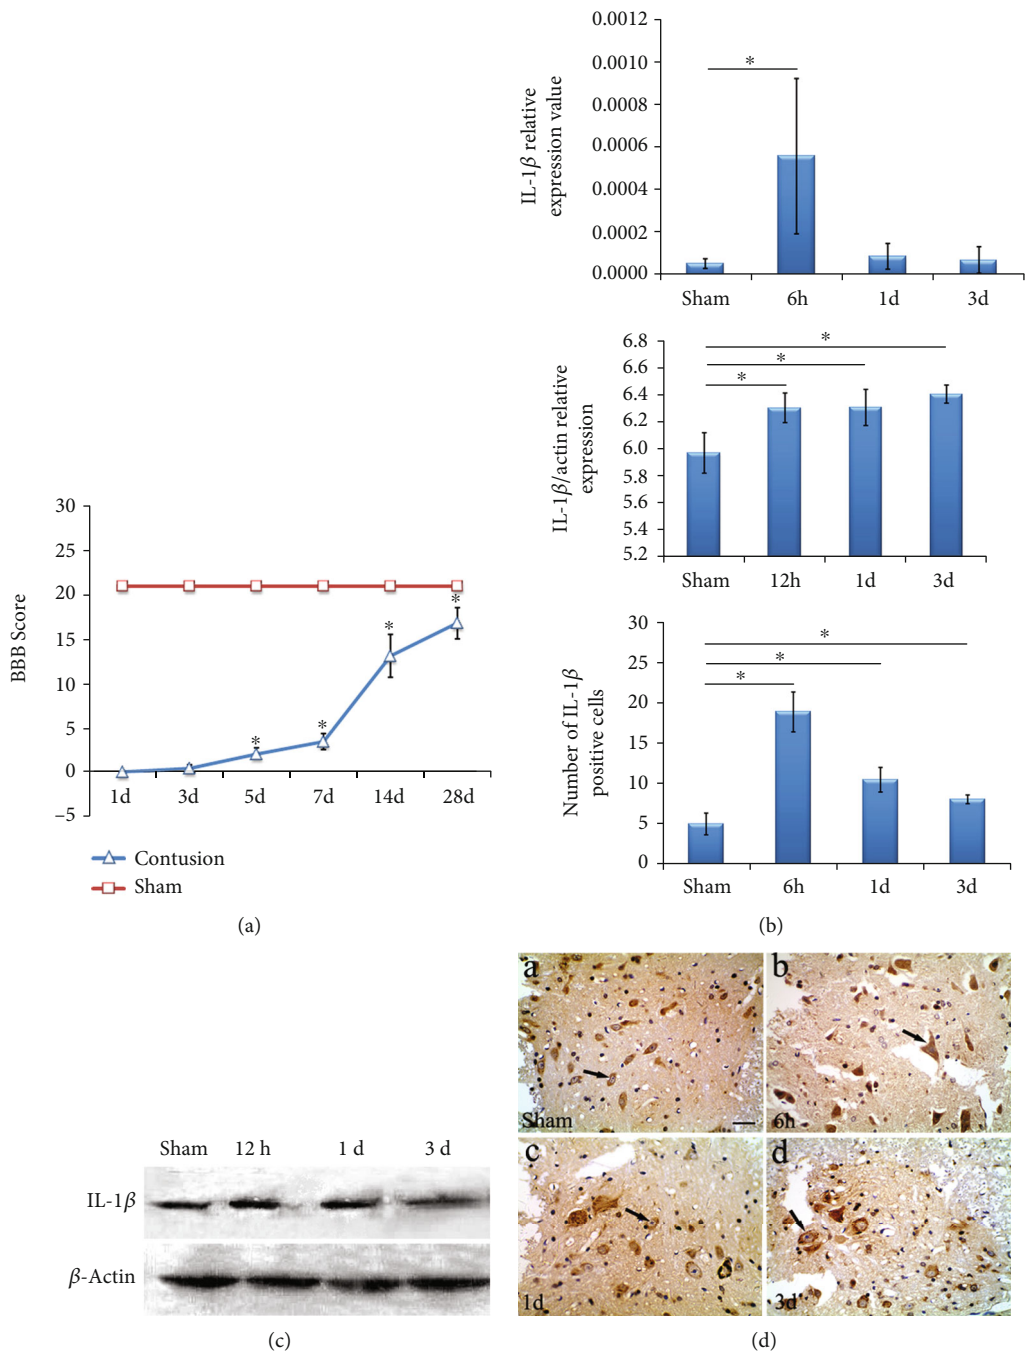 30
25
20
15
10
5
0
−5
BBB Score
*
*
*
*
1d 3d 5d 7d 14d 28d
Contusion
Sham
(a)
IL-1β relative
expression value
0.0012
0.0010
0.0008
0.0006
0.0004
0.0002
0.0000
*
Sham 6h 1d 3d
IL-1β/actin relative
expression
6.8
6.6
6.4
6.2
6.0
5.8
5.6
5.4
5.2
*
*
*
Sham 12h 1d 3d
Number of IL-1β
positive cells
30
25
20
15
10
5
0
*
*
*
Sham 6h 1d 3d
(b)
Sham 12 h 1 d 3 d
IL-1β
β-Actin
(c)
a b
Sham 6h
c d
1d 3d
(d)